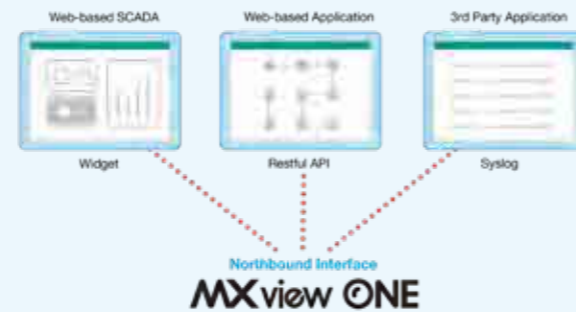 Web-based SCADA
Web-based Application
3rd Party Application
Widget
Restful API
Syslog
Northbound Interface
MXview ONE